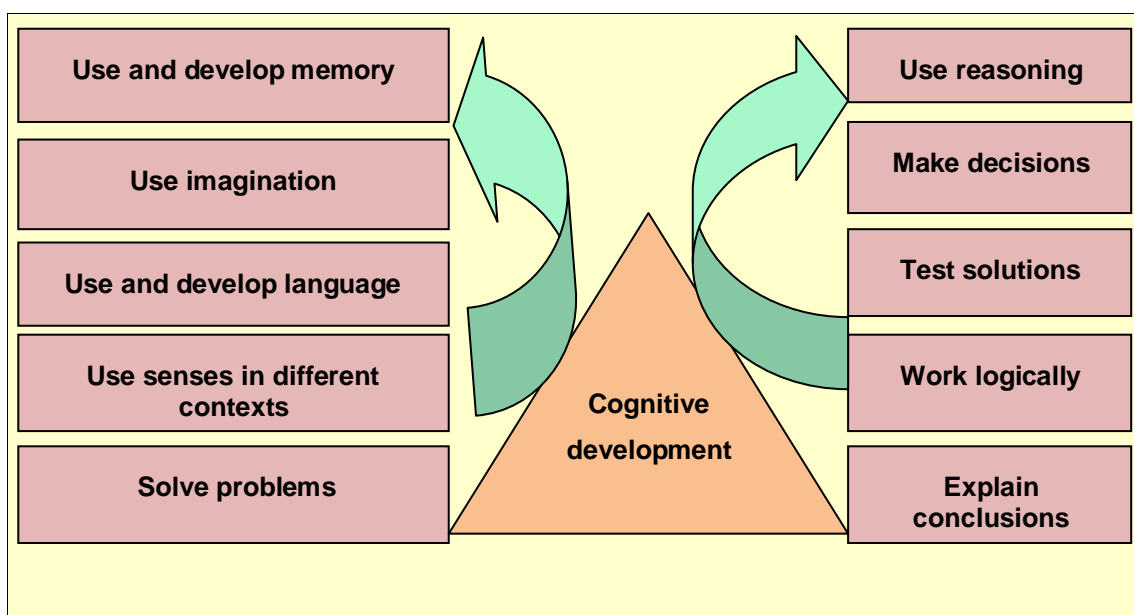 Use and develop memory
Use imagination
Use and develop language
Use senses in different
contexts
Solve problems
Cognitive
development
Use reasoning
Make decisions
Test solutions
Work logically
Explain
conclusions